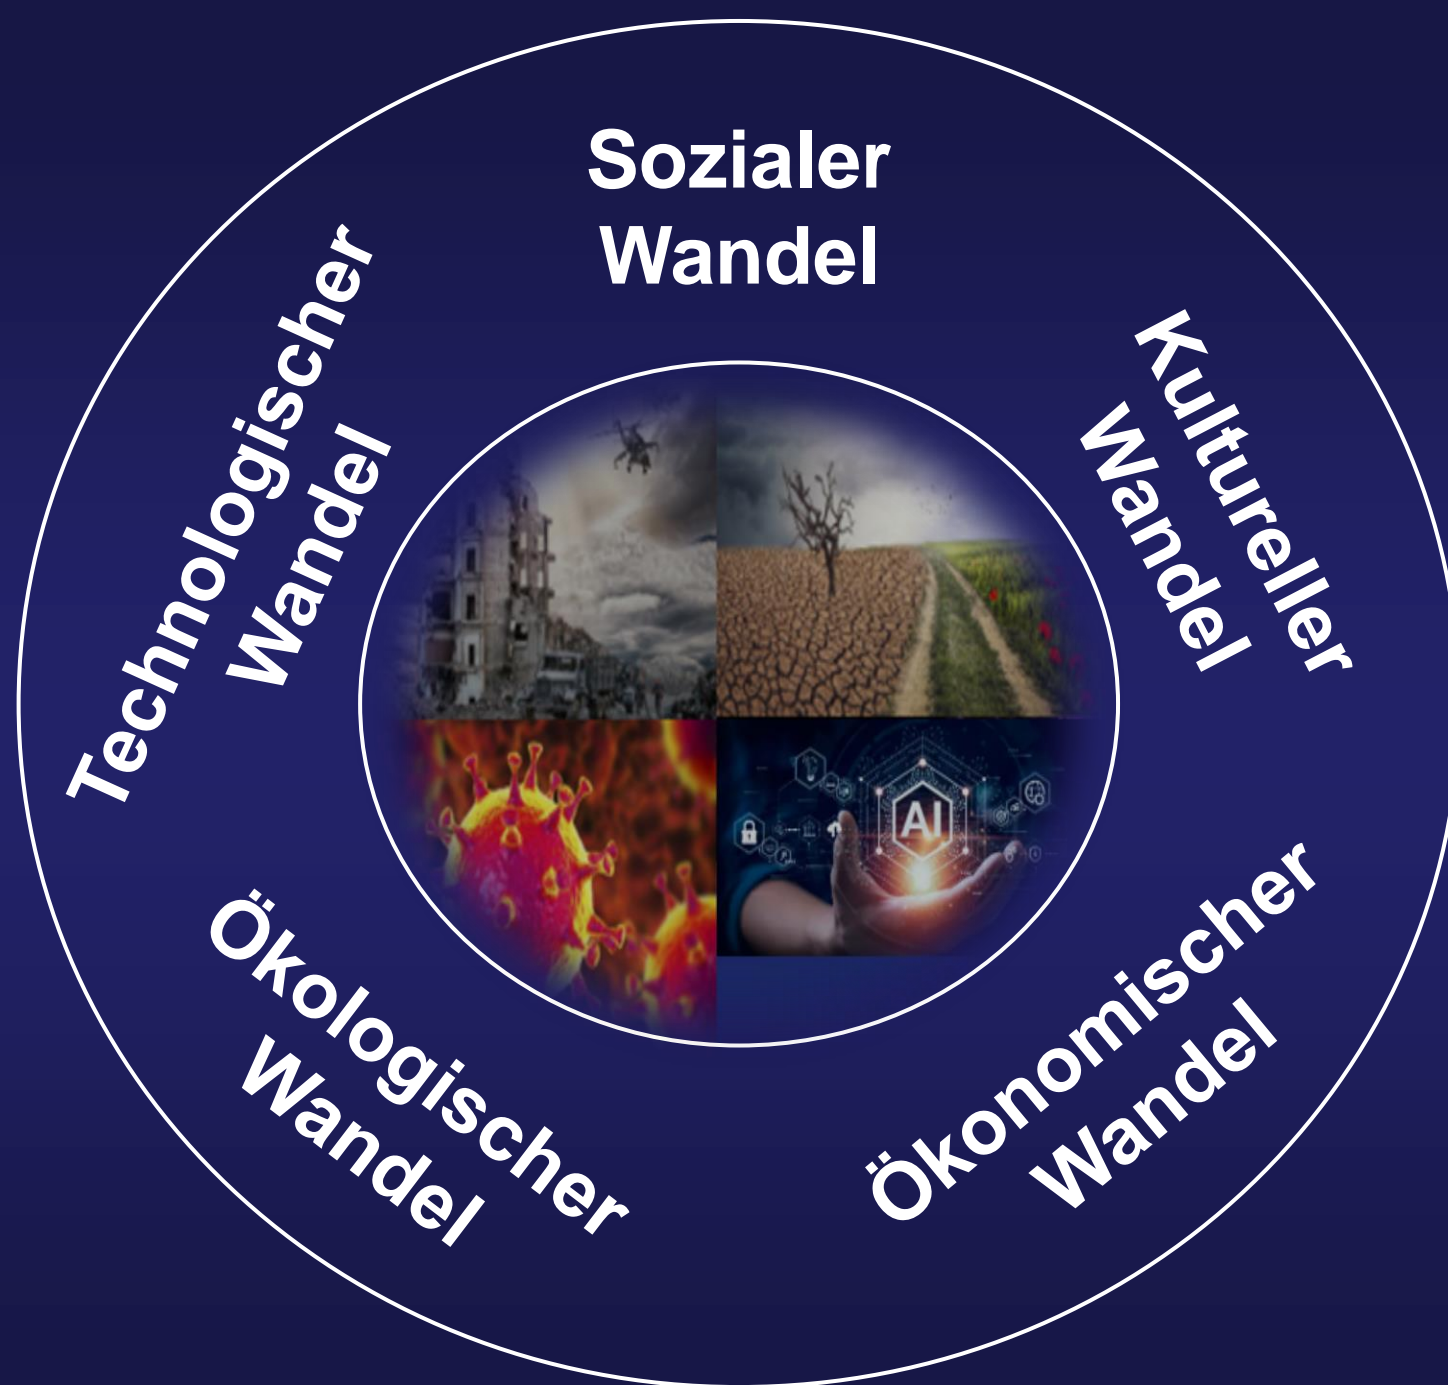 Sozialer
Wandel
Kultureller
Wandel
Ökonomischer
Wandel
Ökologischer
Wandel
Technologischer
Wandel
AI